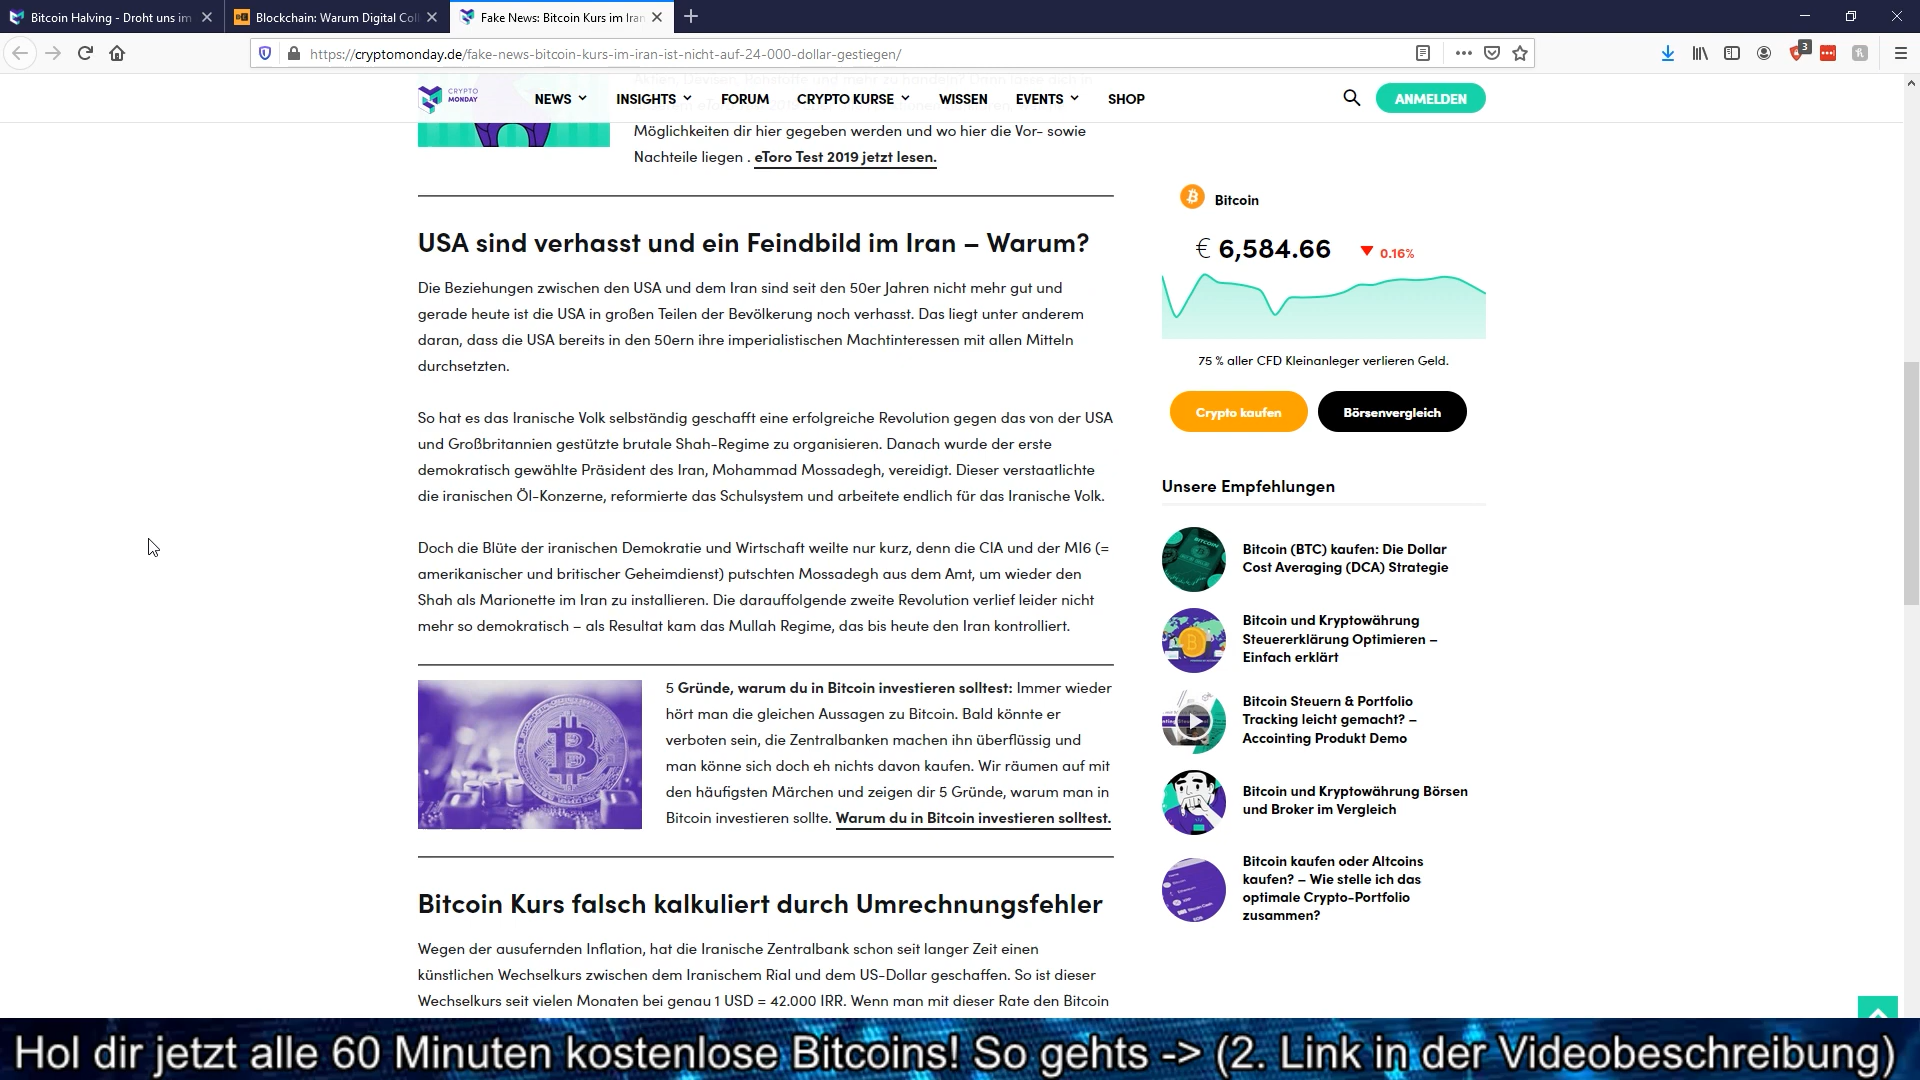 Bitcoin Halving - Droht uns im
Blockchain: Warum Digital Col
Fake News: Bitcoin Kurs im Iran
https://cryptomonday.de/fake-news-bitcoin-kurs-im-iran-ist-nicht-auf-24-000-dollar-gestiegen/
3
CRYPTO
MONDAY
NEWS
INSIGHTS
FORUM
CRYPTO KURSE
WISSEN
EVENTS
SHOP
ANMELDEN
Möglichkeiten dir hier gegeben werden und wo hier die Vor- sowie
Nachteile liegen . eToro Test 2019 jetzt lesen.
USA sind verhasst und ein Feindbild im Iran – Warum?
Die Beziehungen zwischen den USA und dem Iran sind seit den 50er Jahren nicht mehr gut und
gerade heute ist die USA in großen Teilen der Bevölkerung noch verhasst. Das liegt unter anderem
daran, dass die USA bereits in den 50ern ihre imperialistischen Machtinteressen mit allen Mitteln
durchsetzten.
So hat es das Iranische Volk selbständig geschafft eine erfolgreiche Revolution gegen das von der USA
und Großbritannien gestützte brutale Shah-Regime zu organisieren. Danach wurde der erste
demokratisch gewählte Präsident des Iran, Mohammad Mossadegh, vereidigt. Dieser verstaatlichte
die iranischen Öl-Konzerne, reformierte das Schulsystem und arbeitete endlich für das Iranische Volk.
Doch die Blüte der iranischen Demokratie und Wirtschaft weilte nur kurz, denn die CIA und der MI6 (=
amerikanischer und britischer Geheimdienst) putschten Mossadegh aus dem Amt, um wieder den
Shah als Marionette im Iran zu installieren. Die darauffolgende zweite Revolution verlief leider nicht
mehr so demokratisch – als Resultat kam das Mullah Regime, das bis heute den Iran kontrolliert.
5 Gründe, warum du in Bitcoin investieren solltest: Immer wieder
hört man die gleichen Aussagen zu Bitcoin. Bald könnte er
verboten sein, die Zentralbanken machen ihn überflüssig und
man könne sich doch eh nichts davon kaufen. Wir räumen auf mit
den häufigsten Märchen und zeigen dir 5 Gründe, warum man in
Bitcoin investieren sollte. Warum du in Bitcoin investieren solltest.
Bitcoin Kurs falsch kalkuliert durch Umrechnungsfehler
Wegen der ausufernden Inflation, hat die Iranische Zentralbank schon seit langer Zeit einen
künstlichen Wechselkurs zwischen dem Iranischem Rial und dem US-Dollar geschaffen. So ist dieser
Wechselkurs seit vielen Monaten bei genau 1 USD = 42.000 IRR. Wenn man mit dieser Rate den Bitcoin
Bitcoin
€ 6,584.66
0.16%
75 % aller CFD Kleinanleger verlieren Geld.
Crypto kaufen
Börsenvergleich
Unsere Empfehlungen
Bitcoin (BTC) kaufen: Die Dollar
Cost Averaging (DCA) Strategie
Bitcoin und Kryptowährung
Steuererklärung Optimieren –
Einfach erklärt
Bitcoin Steuern & Portfolio
Tracking leicht gemacht? –
Accointing Produkt Demo
Bitcoin und Kryptowährung Börsen
und Broker im Vergleich
Bitcoin kaufen oder Altcoins
kaufen? – Wie stelle ich das
optimale Crypto-Portfolio
zusammen?
Hol dir jetzt alle 60 Minuten kostenlose Bitcoins! So gehts -> (2. Link in der Videobeschreibung)